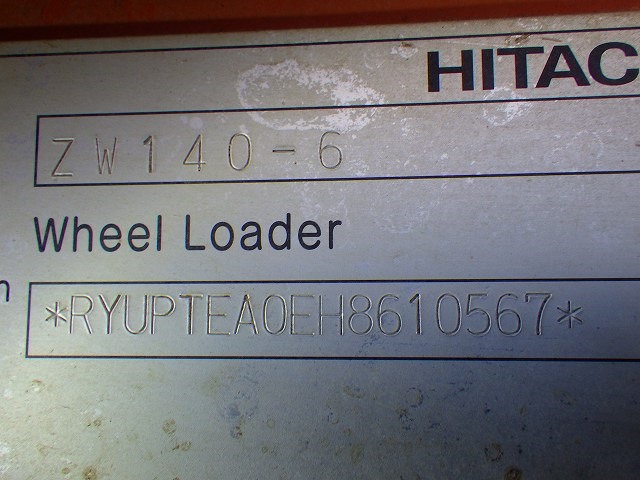 HITAC
ZW140-6
Wheel Loader
n
*RYUPTEA0EH8610567*